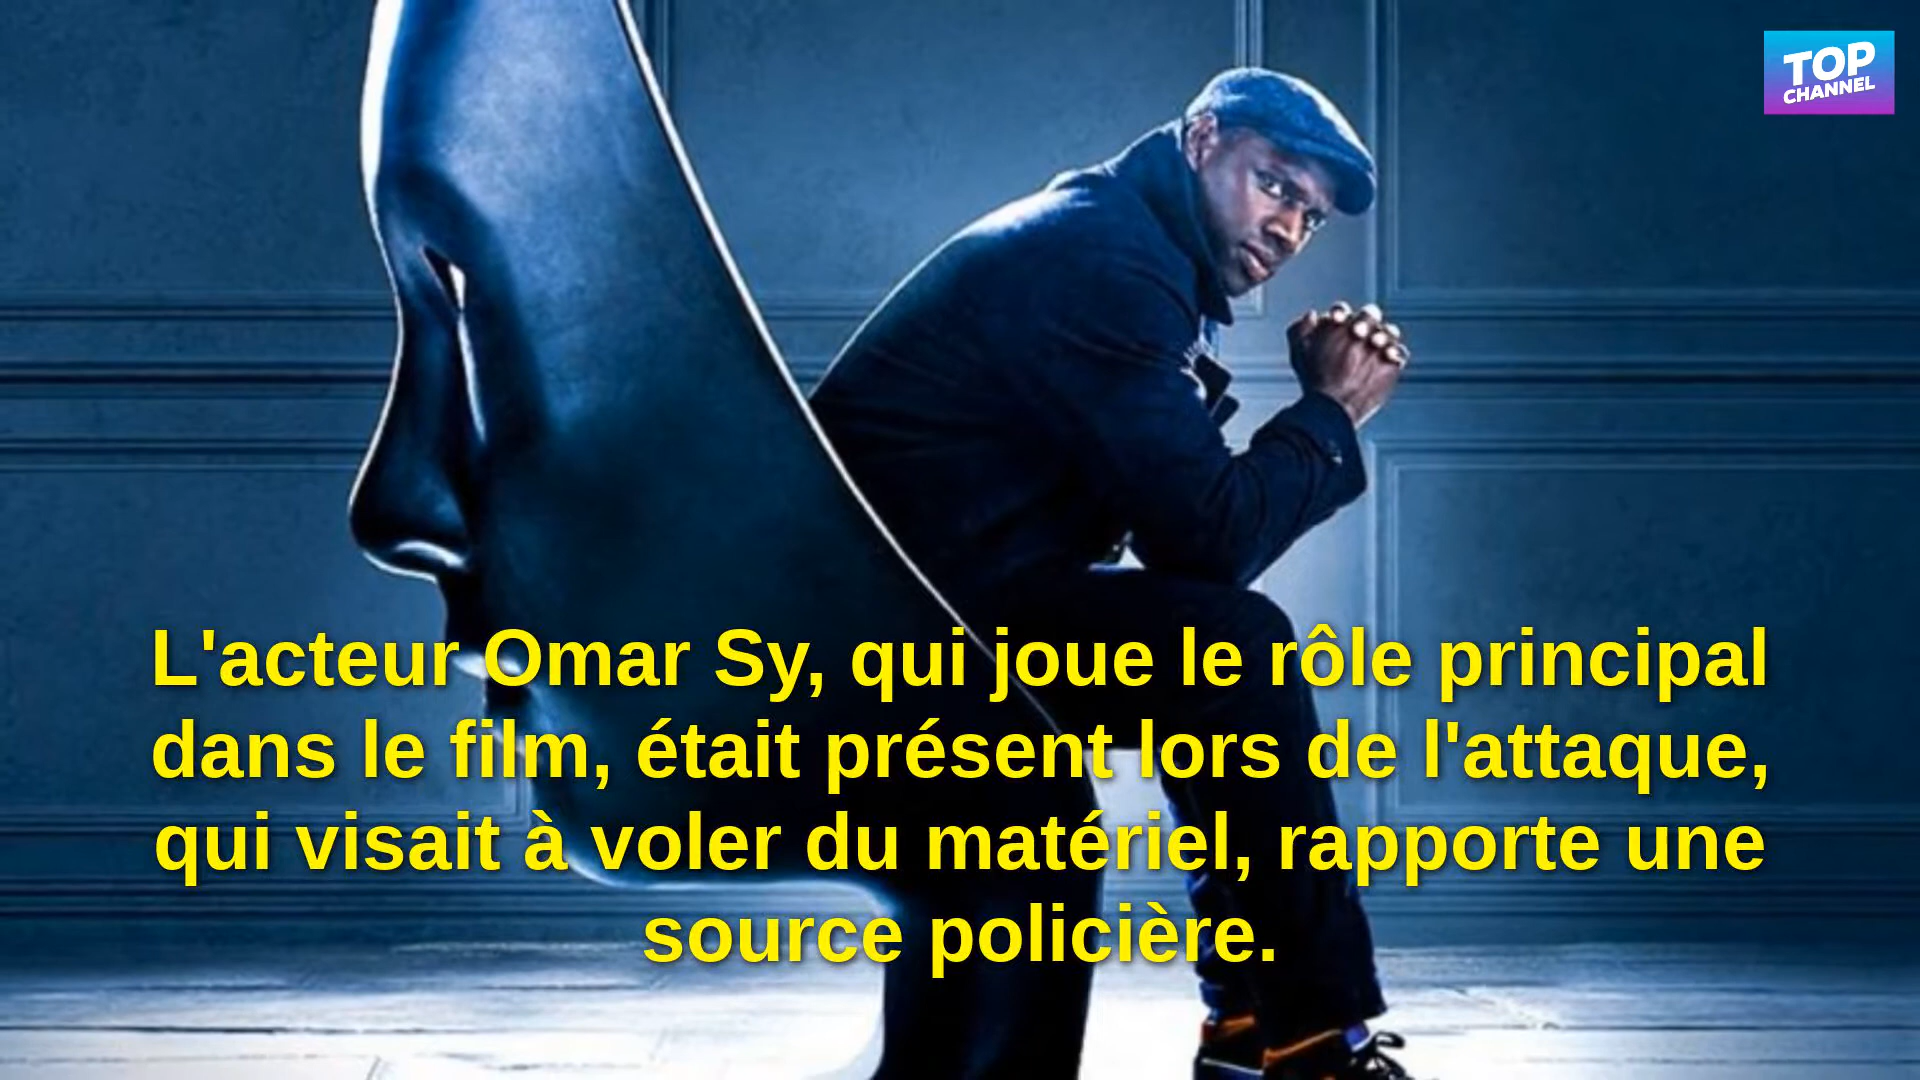 TOP
CHANNEL
L'acteur Omar Sy, qui joue le rôle principal
dans le film, était présent lors de l'attaque,
qui visait à voler du matériel, rapporte une
source policière.